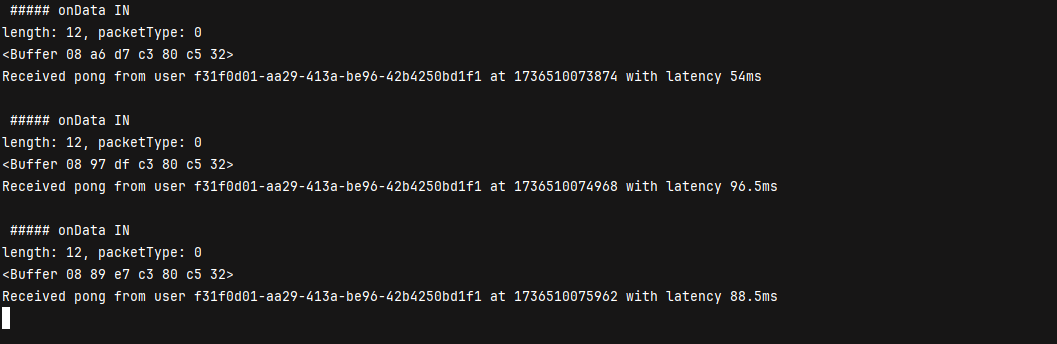 ##### onData IN
length: 12, packetType: 0
<Buffer 08 a6 d7 c3 80 c5 32>
Received pong from user f31f0d01-aa29-413a-be96-42b4250bd1f1 at 1736510073874 with latency 54ms
##### onData IN
length: 12, packetType: 0
<Buffer 08 97 df c3 80 c5 32>
Received pong from user f31f0d01-aa29-413a-be96-42b4250bd1f1 at 1736510074968 with latency 96.5ms
##### onData IN
length: 12, packetType: 0
<Buffer 08 89 e7 c3 80 c5 32>
Received pong from user f31f0d01-aa29-413a-be96-42b4250bd1f1 at 1736510075962 with latency 88.5ms